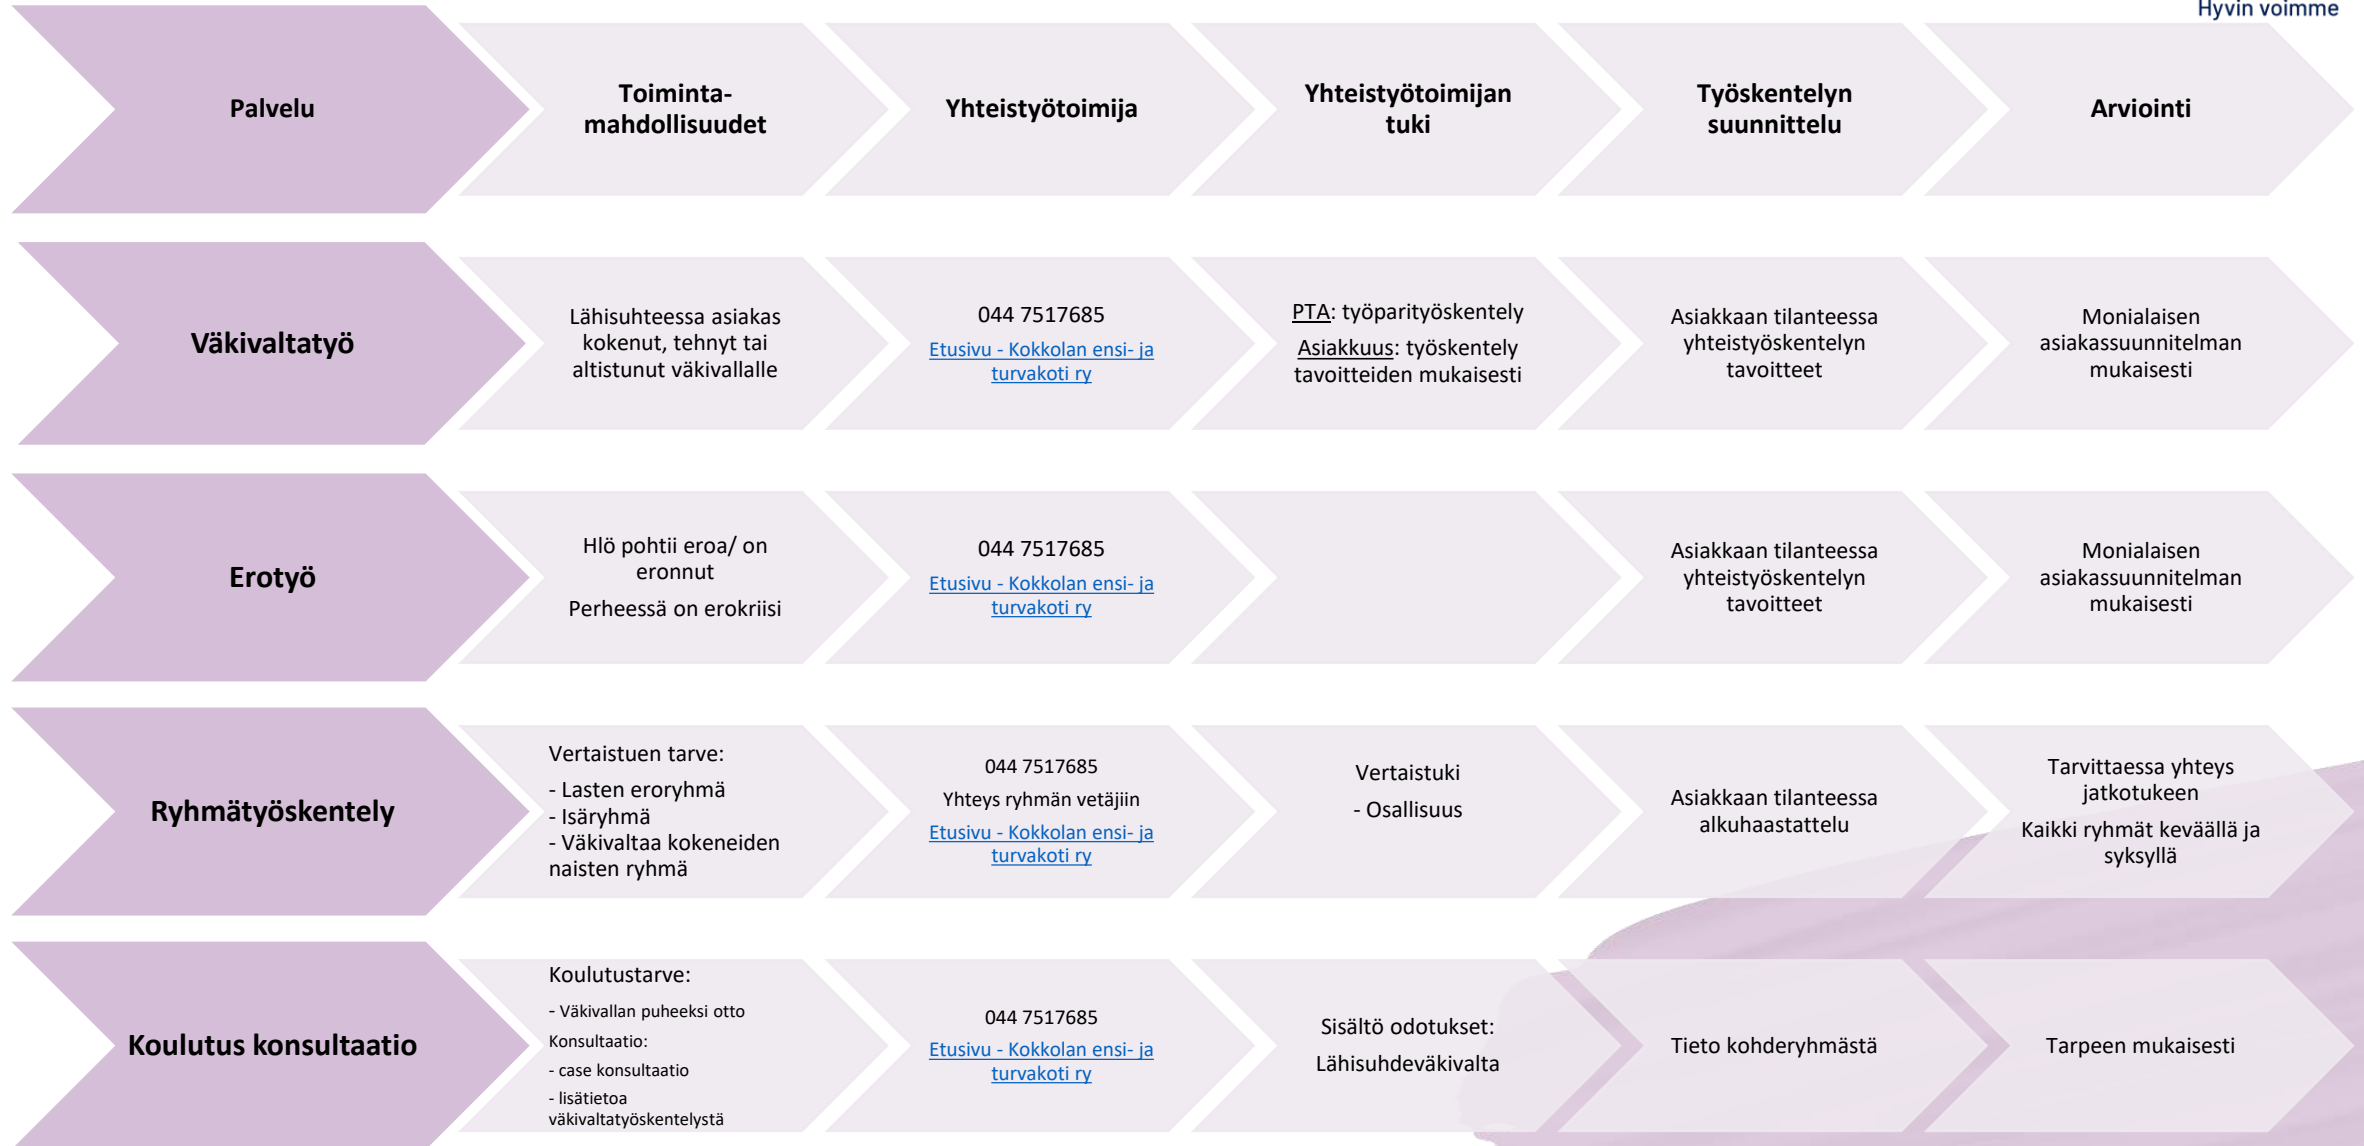 Hyvin voimme
Palvelu
Toiminta-
mahdollisuudet
Yhteistyötoimija
Yhteistyötoimijan
tuki
Työskentelyn
suunnittelu
Arviointi
Väkivaltatyö
Lähisuhteessa asiakas
kokenut, tehnyt tai
altistunut väkivallalle
044 7517685
Etusivu - Kokkolan ensi- ja
turvakoti ry
PTA: työparityöskentely
Asiakkuus: työskentely
tavoitteiden mukaisesti
Asiakkaan tilanteessa
yhteistyöskentelyn
tavoitteet
Monialaisen
asiakassuunnitelman
mukaisesti
Erotyö
Hlö pohtii eroa/ on
eronnut
Perheessä on erokriisi
044 7517685
Etusivu - Kokkolan ensi- ja
turvakoti ry
Asiakkaan tilanteessa
yhteistyöskentelyn
tavoitteet
Monialaisen
asiakassuunnitelman
mukaisesti
Ryhmätyöskentely
Vertaistuen tarve:
- Lasten eroryhmä
- Isäryhmä
- Väkivaltaa kokeneiden
naisten ryhmä
044 7517685
Yhteys ryhmän vetäjiin
Etusivu - Kokkolan ensi- ja
turvakoti ry
Vertaistuki
- Osallisuus
Asiakkaan tilanteessa
alkuhaastattelu
Tarvittaessa yhteys
jatkotukeen
Kaikki ryhmät keväällä ja
syksyllä
Koulutus konsultaatio
Koulutustarve:
- Väkivallan puheeksi otto
Konsultaatio:
- case konsultaatio
- lisätietoa
väkivaltatyöskentelystä
044 7517685
Etusivu - Kokkolan ensi- ja
turvakoti ry
Sisältö odotukset:
Lähisuhdeväkivalta
Tieto kohderyhmästä
Tarpeen mukaisesti